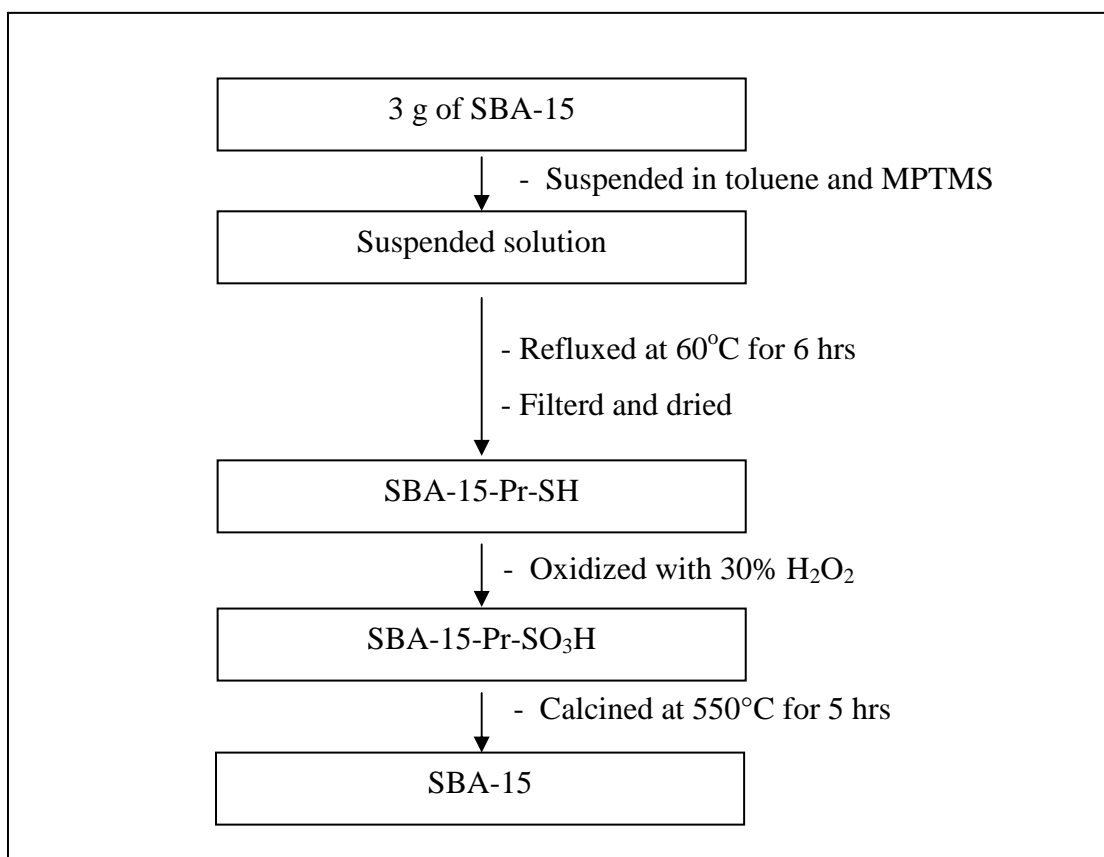 3 g of SBA-15
- Suspended in toluene and MPTMS
Suspended solution
- Refluxed at 60°C for 6 hrs
- Filterd and dried
SBA-15-Pr-SH
- Oxidized with 30% H₂O₂
SBA-15-Pr-SO₃H
- Calcined at 550°C for 5 hrs
SBA-15